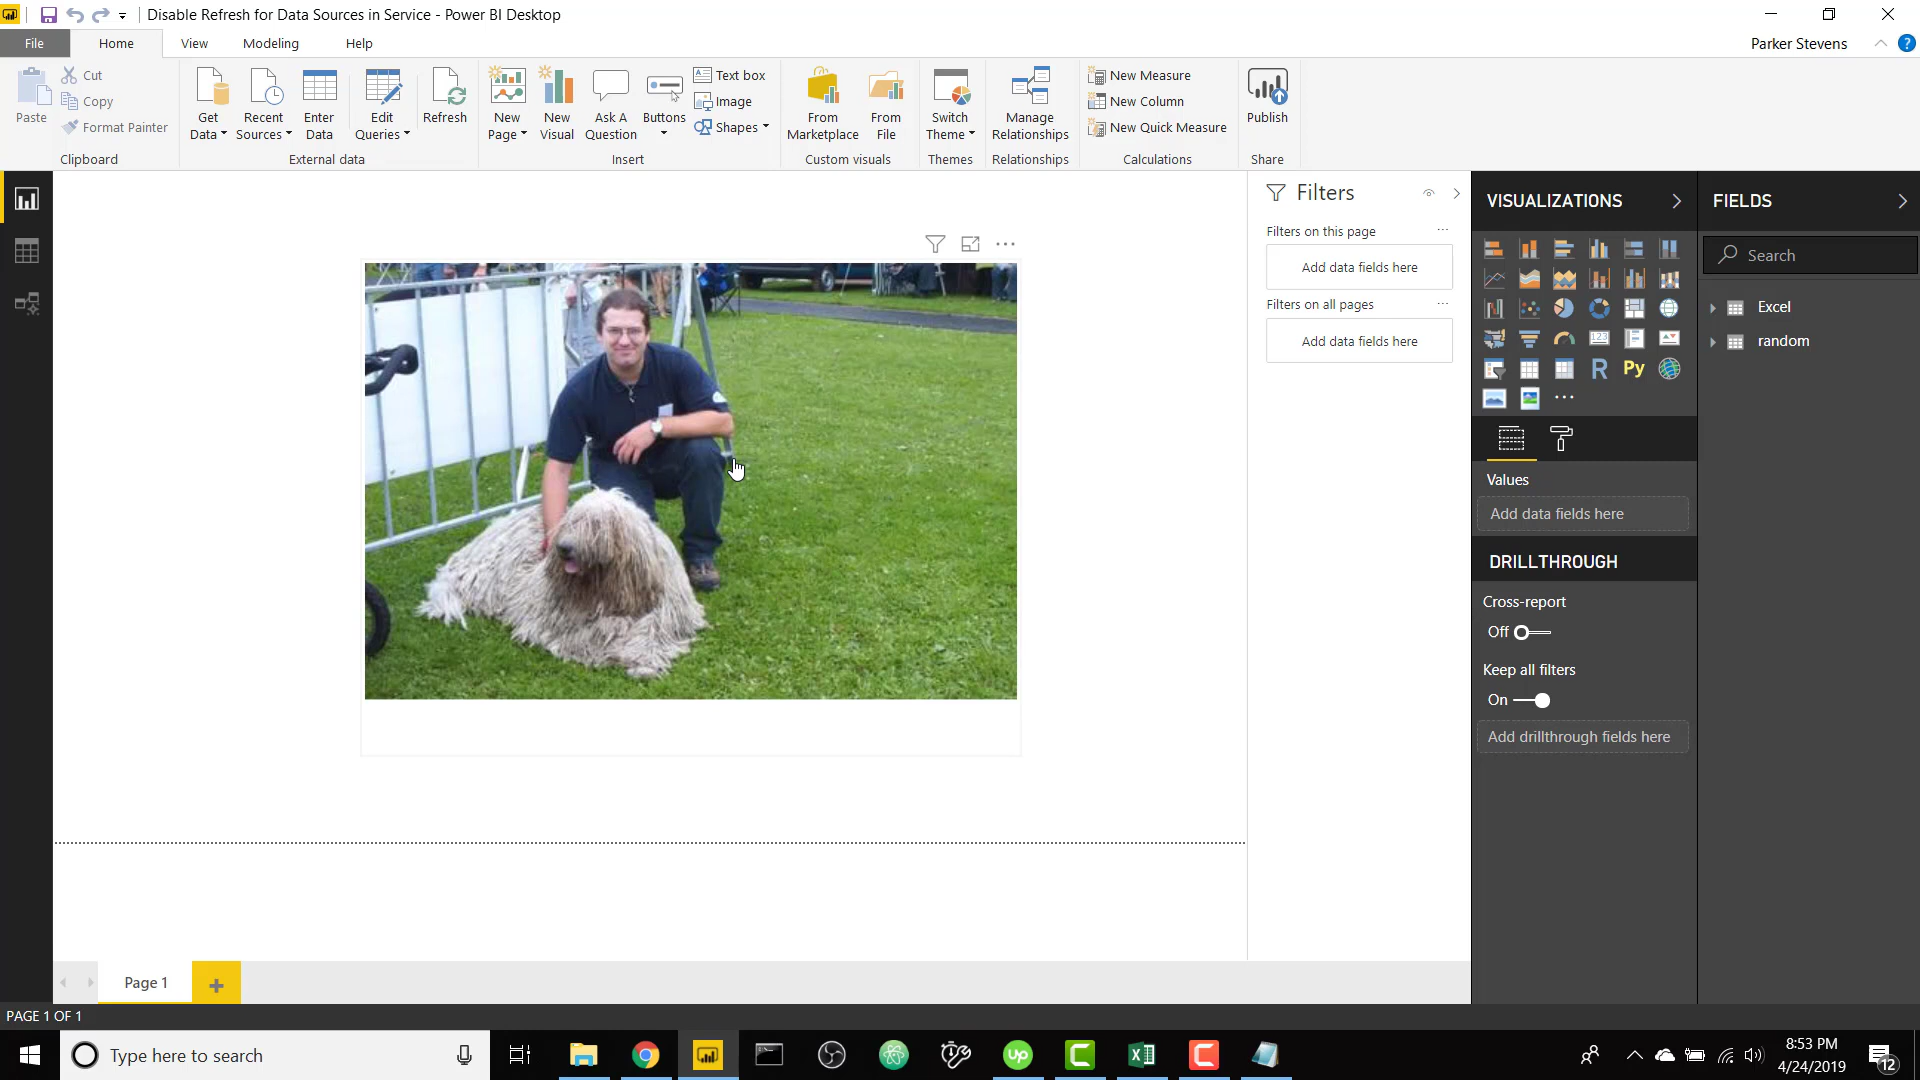 Disable Refresh for Data Sources in Service - Power BI Desktop
File Home View Modeling Help Parker Stevens
Paste
Cut
Copy
Format Painter
Clipboard
Get Data
Recent Sources
Enter Data
Edit Queries
Refresh
External data
New Page
New Visual
Ask A Question
Buttons
Text box
Image
Shapes
Insert
From Marketplace
From File
Custom visuals
Switch Theme
Themes
Manage Relationships
Relationships
New Measure
New Column
New Quick Measure
Calculations
Publish
Share
Filters
Filters on this page
Add data fields here
Filters on all pages
Add data fields here
VISUALIZATIONS
123
R
Py
Values
Add data fields here
DRILLTHROUGH
Cross-report
Off
Keep all filters
On
Add drillthrough fields here
FIELDS
Search
Excel
random
Page 1
PAGE 1 OF 1
Type here to search
up
8:53 PM
4/24/2019
12